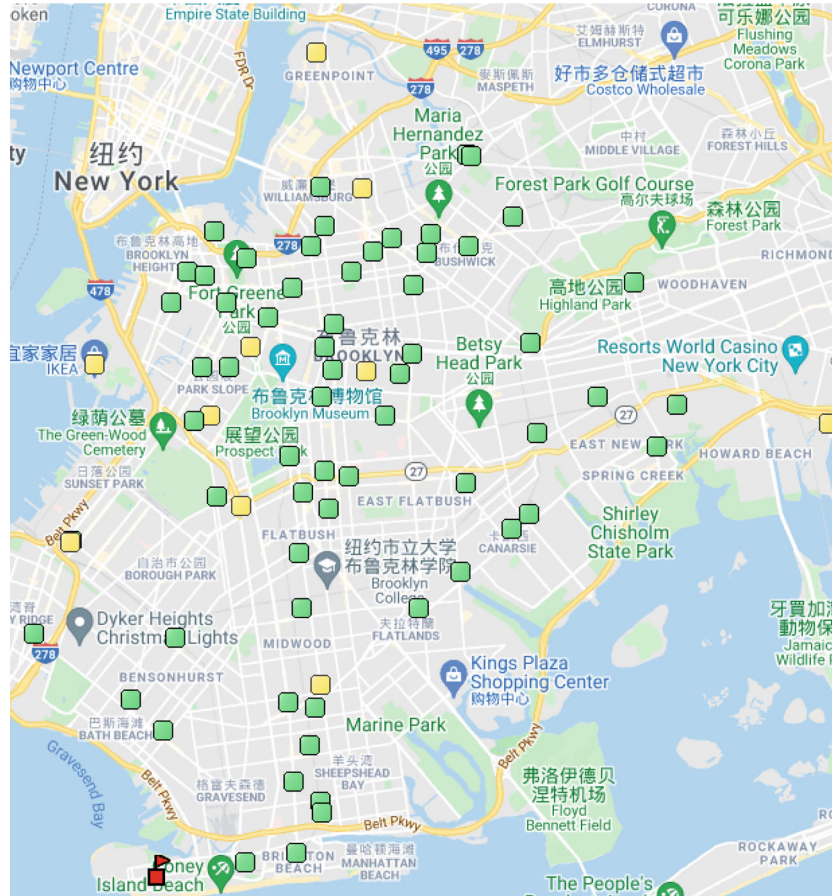 oken
Empire State Building
CORONA
可乐娜公园
Flushing
Meadows
Corona Park
艾姆赫斯特
ELMHURST
FDR Dr
495
278
GREENPOINT
278
麥斯佩斯
MASPETH
好市多仓储式超市
Costco Wholesale
Newport Centre
购物中心
Maria
Hernandez
Park
公园
中村
MIDDLE VILLAGE
森林小丘
FOREST HILLS
ty
纽约
New York
WILLIAMSBURG
Forest Park Golf Course
高尔夫球场
森林公园
Forest Park
布魯克林高地
BROOKLYN
HEIGHTS
278
BUSHWICK
RICHMOND
478
高地公园
Highland Park
WOODHAVEN
Fort Greene
Park
公园
布鲁克林
BROOKLYN
宜家家居
IKEA
Betsy
Head Park
公园
Resorts World Casino
New York City
PARK SLOPE
布鲁克林博物馆
Brooklyn Museum
绿荫公墓
The Green-Wood
Cemetery
展望公园
Prospect Park
27
EAST NEW YORK
HOWARD BEACH
日落公园
SUNSET PARK
27
SPRING CREEK
EAST FLATBUSH
Belt Pkwy
Shirley
Chisholm
State Park
FLATBUSH
CANARSIE
自治市公園
BOROUGH PARK
纽约市立大学
布鲁克林学院
Brooklyn
College
牙買加灣
動物保
Jamaic
Wildlife R
灣脊
Y RIDGE
Dyker Heights
Christmas Lights
278
夫拉特蘭
FLATLANDS
MIDWOOD
Kings Plaza
Shopping Center
购物中心
BENSONHURST
巴斯海滩
BATH BEACH
Marine Park
Gravesend Bay
Belt Pkwy
格雷夫森德
GRAVESEND
羊头湾
SHEEPSHEAD
BAY
Belt Pkwy
弗洛伊德贝
涅特机场
Floyd
Bennett Field
Belt Pkwy
Coney
Island Beach
BRIGHTON
BEACH
曼哈頓海滩
MANHATTAN
BEACH
ROCKAWAY
PARK
The People's